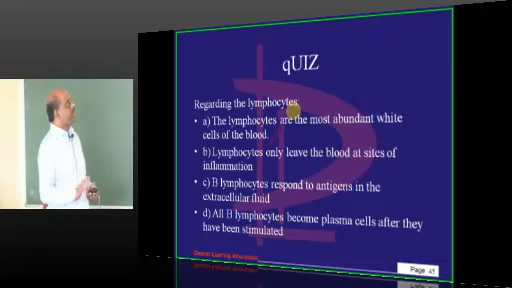 qUIZ
Regarding the lymphocytes:
• a) The lymphocytes are the most abundant white
cells of the blood.
• b) Lymphocytes only leave the blood at sites of
inflammation
• c) B lymphocytes respond to antigens in the
extracellular fluid
• d) All B lymphocytes become plasma cells after they
have been stimulated
Page 41